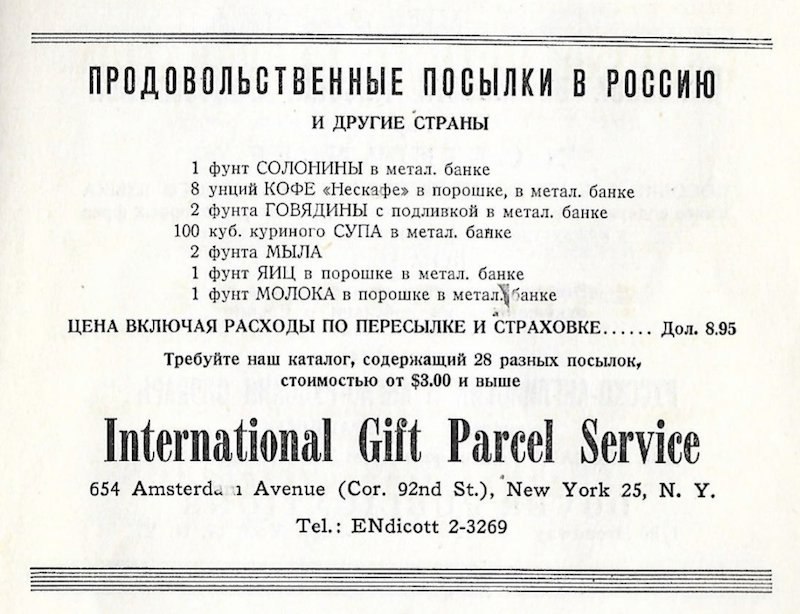 ПРОДОВОЛЬСТВЕННЫЕ ПОСЫЛКИ В РОССИЮ
И ДРУГИЕ СТРАНЫ
1 фунт СОЛОНИНЫ в метал. банке
8 унций КОФЕ «Нескафе» в порошке, в метал. банке
2 фунта ГОВЯДИНЫ с подливкой в метал. банке
100 куб. куриного СУПА в метал. банке
2 фунта МЫЛА
1 фунт ЯИЦ в порошке в метал. банке
1 фунт МОЛОКА в порошке в метал. банке
ЦЕНА ВКЛЮЧАЯ РАСХОДЫ ПО ПЕРЕСЫЛКЕ И СТРАХОВКЕ...... Дол. 8.95
Требуйте наш каталог, содержащий 28 разных посылок,
стоимостью от $3.00 и выше
International Gift Parcel Service
654 Amsterdam Avenue (Cor. 92nd St.), New York 25, N. Y.
Tel.: ENdicott 2-3269